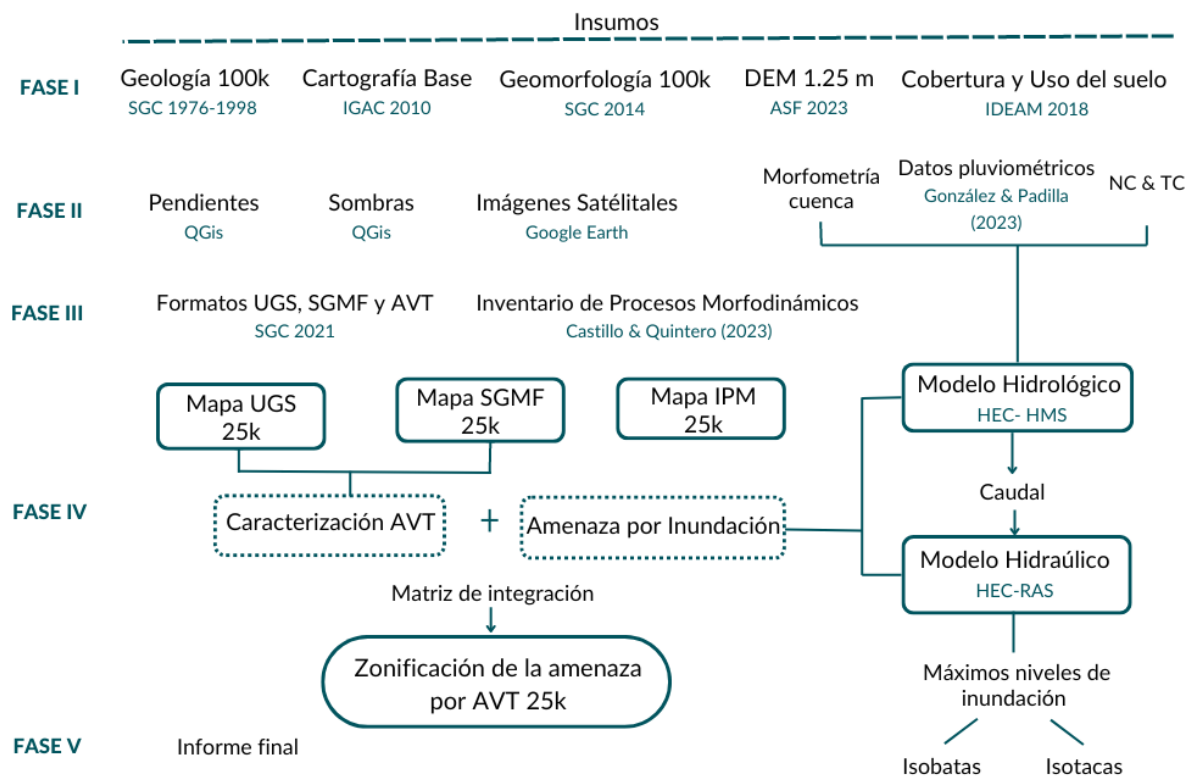 Insumos
FASE I
Geología 100k
SGC 1976-1998
Cartografía Base
IGAC 2010
Geomorfología 100k
SGC 2014
DEM 1.25 m
ASF 2023
Cobertura y Uso del suelo
IDEAM 2018
FASE II
Pendientes
QGis
Sombras
QGis
Imágenes Satélitales
Google Earth
Morfometría
cuenca
Datos pluviométricos
González & Padilla
(2023)
NC & TC
FASE III
Formatos UGS, SGMF y AVT
SGC 2021
Inventario de Procesos Morfodinámicos
Castillo & Quintero (2023)
Mapa UGS
25k
Mapa SGMF
25k
Mapa IPM
25k
Modelo Hidrológico
HEC- HMS
Caudal
FASE IV
Caracterización AVT
+
Amenaza por Inundación
Modelo Hidraúlico
HEC-RAS
Matriz de integración
Zonificación de la amenaza
por AVT 25k
Máximos niveles de
inundación
Isobatas
Isotacas
FASE V
Informe final